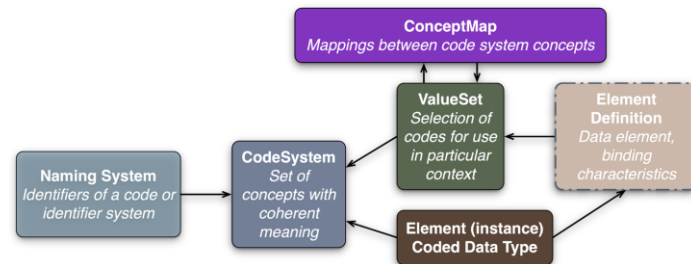 ConceptMap
Mappings between code system concepts
ValueSet
Selection of
codes for use
in particular
context
Element
Definition
Data element,
binding
characteristics
Naming System
Identifiers of a code or
identifier system
CodeSystem
Set of
concepts with
coherent
meaning
Element (instance)
Coded Data Type